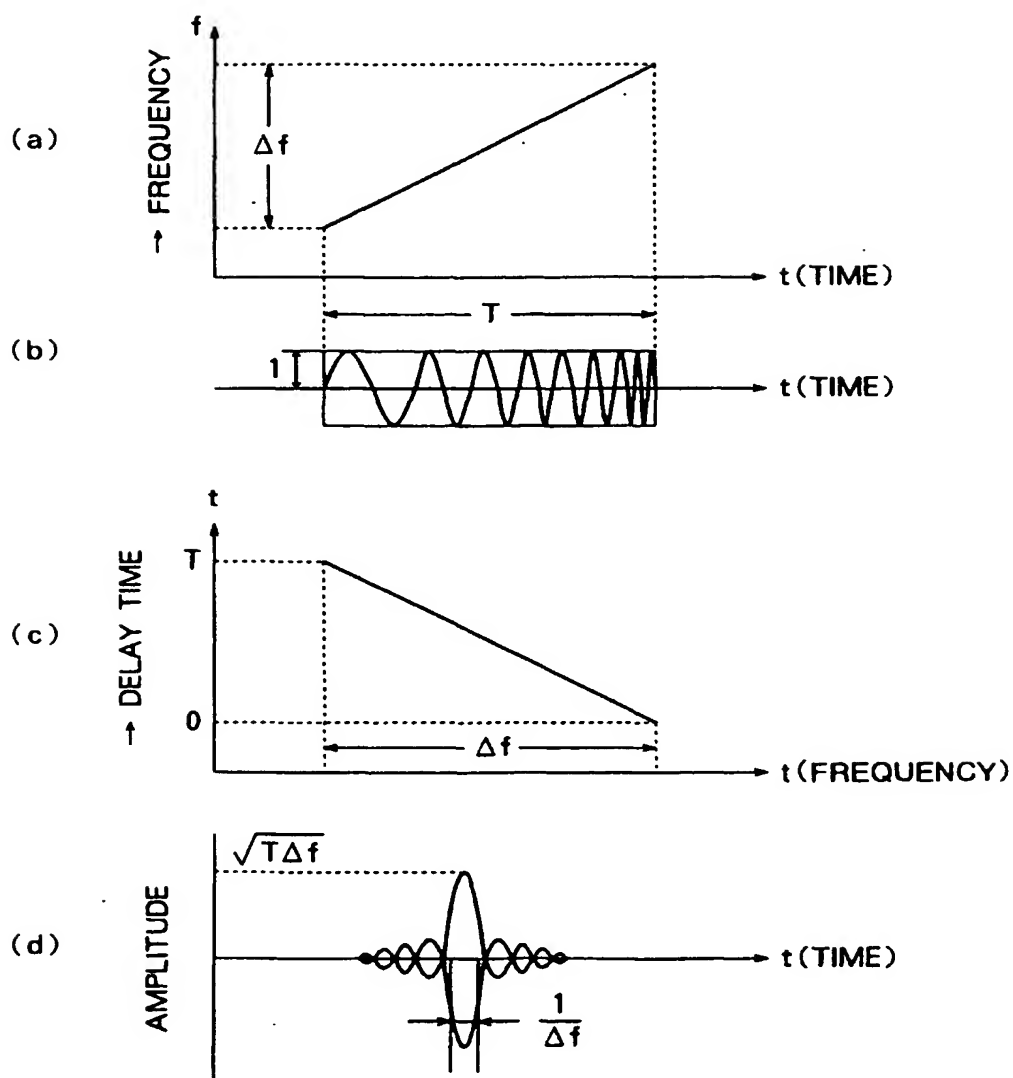 f
(a)
→ FREQUENCY
Δf
t(TIME)
T
(b)
1
t(TIME)
t
T
(c)
→ DELAY TIME
0
Δf
t(FREQUENCY)
√TΔf
(d)
AMPLITUDE
t(TIME)
1
Δf